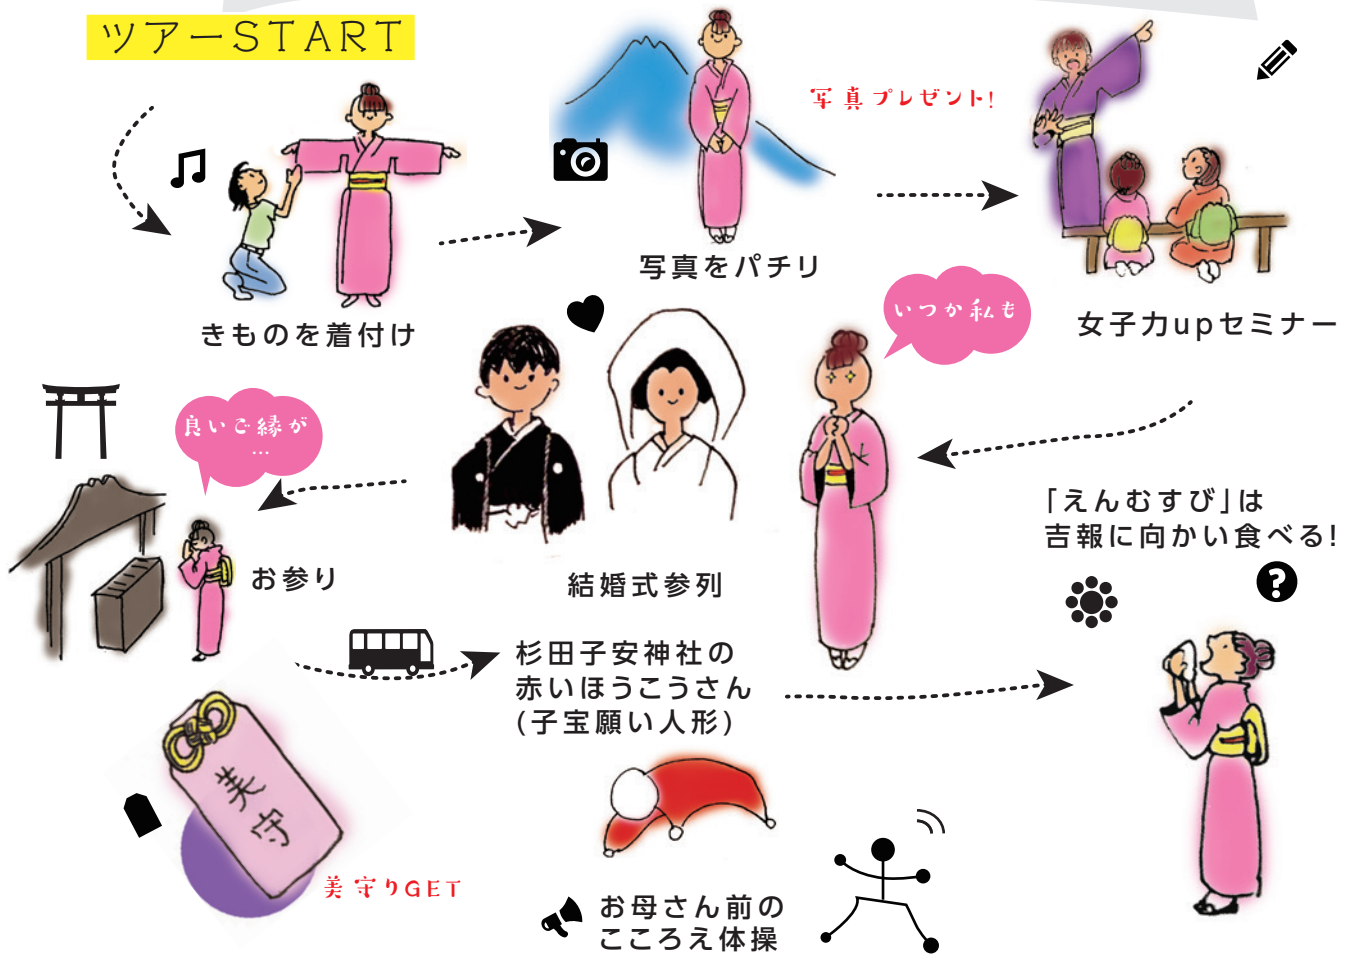 ツアーSTART
きものを着付け
写真をパチリ
写真プレゼント!
女子力upセミナー
いつか私も
結婚式参列
良いご縁が
…
お参り
美守
美守りGET
杉田子安神社の
赤いほうこうさん
(子宝願い人形)
お母さん前の
こころえ体操
「えんむすび」は
吉報に向かい食べる!
?